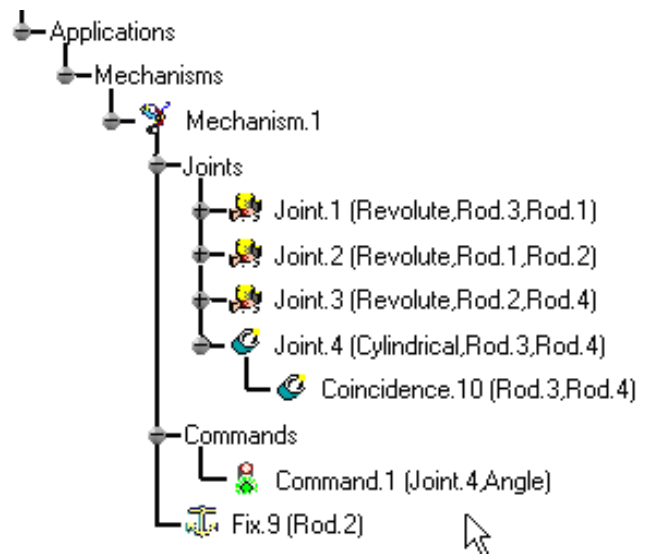 Applications
Mechanisms
Mechanism.1
Joints
Joint.1 (Revolute,Rod.3,Rod.1)
Joint.2 (Revolute,Rod.1,Rod.2)
Joint.3 (Revolute,Rod.2,Rod.4)
Joint.4 (Cylindrical,Rod.3,Rod.4)
Coincidence.10 (Rod.3,Rod.4)
Commands
Command.1 (Joint.4,Angle)
Fix.9 (Rod.2)